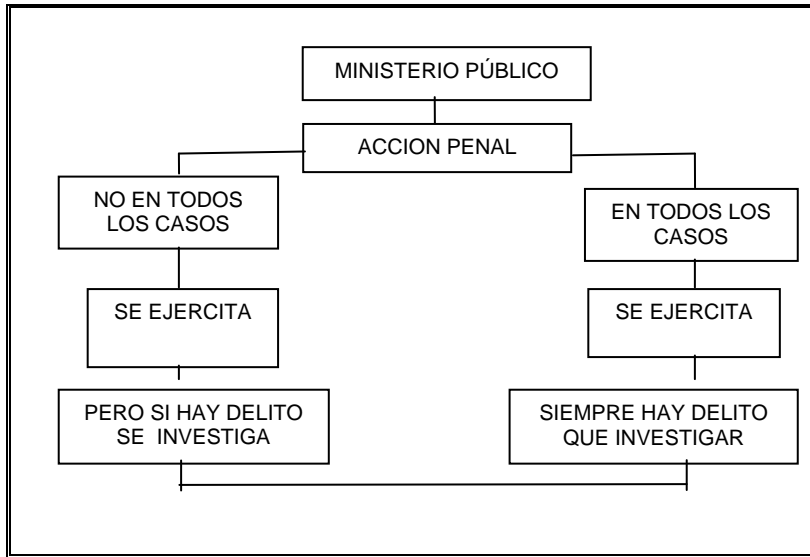 MINISTERIO PÚBLICO
ACCION PENAL
NO EN TODOS
LOS CASOS
EN TODOS LOS
CASOS
SE EJERCITA
SE EJERCITA
PERO SI HAY DELITO
SE INVESTIGA
SIEMPRE HAY DELITO
QUE INVESTIGAR